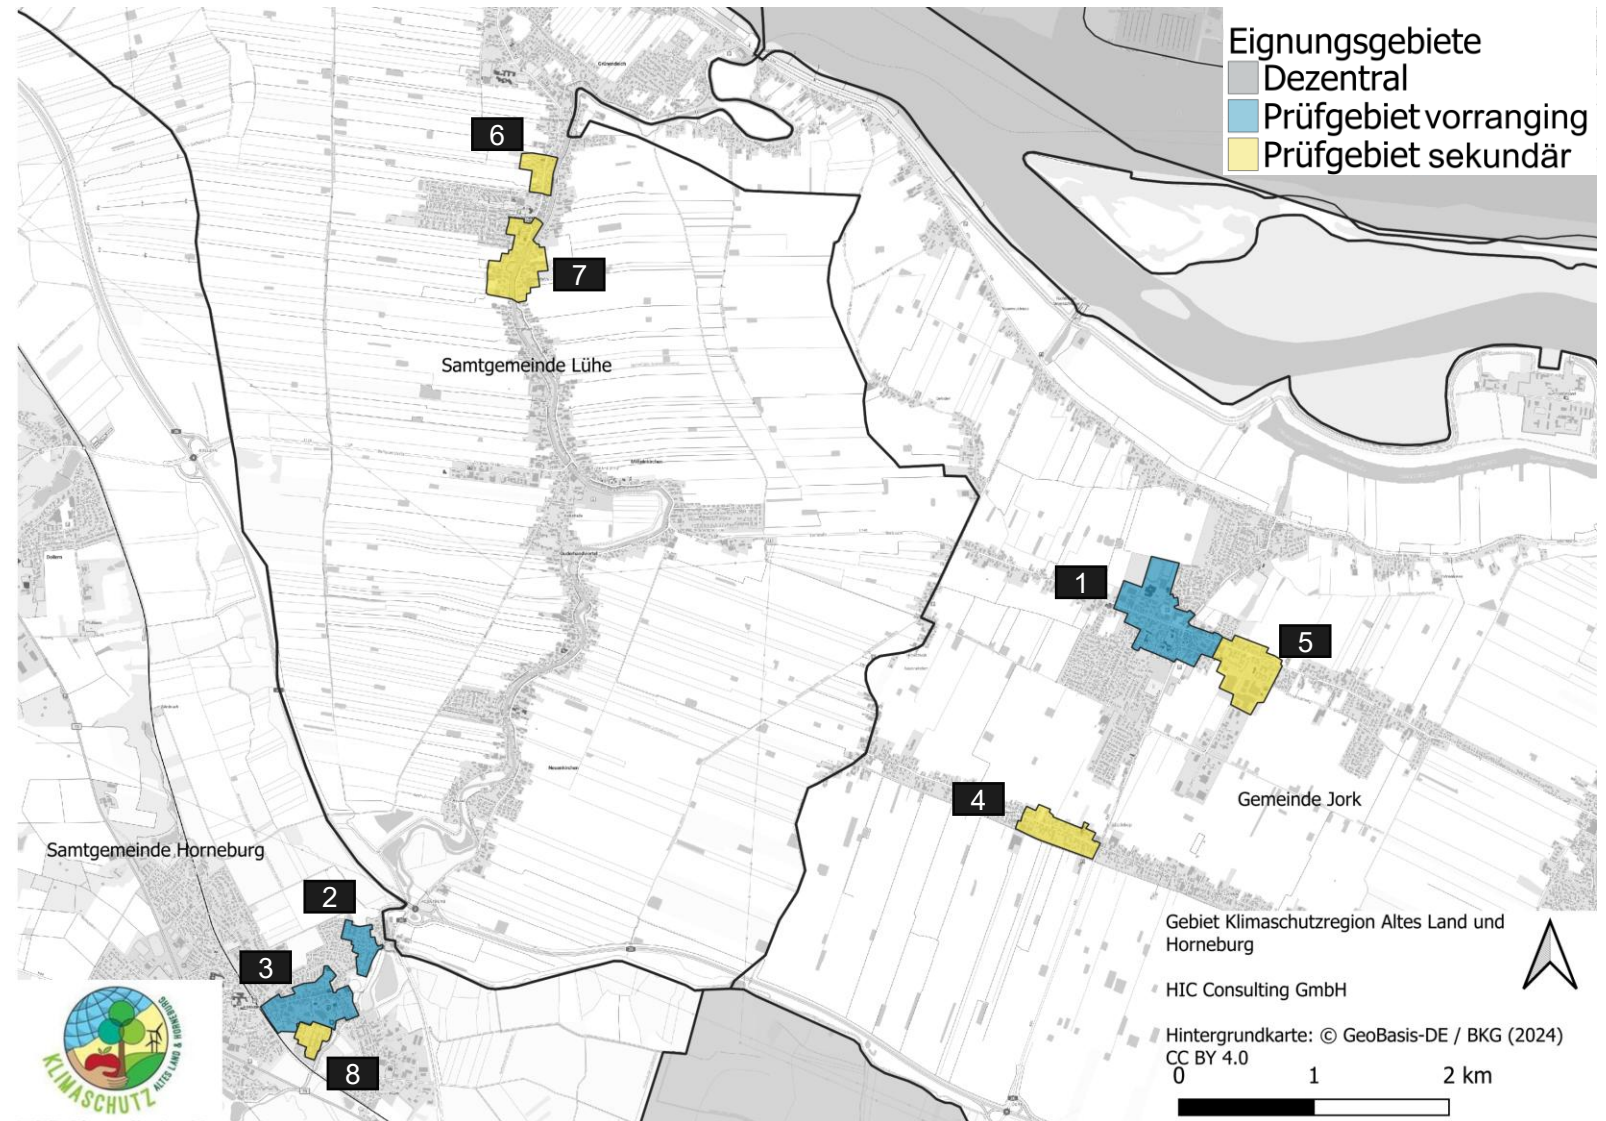 Eignungsgebiete
Dezentral
Prüfgebiet vorranging
Prüfgebiet sekundär
6
7
Samtgemeinde Lühe
1
5
4
Gemeinde Jork
Samtgemeinde Horneburg
2
3
8
Gebiet Klimaschutzregion Altes Land und
Horneburg
HIC Consulting GmbH
Hintergrundkarte: © GeoBasis-DE / BKG (2024)
CC BY 4.0
0 1 2 km
KLIMASCHUTZ
ALTES LAND & HORNEBURG